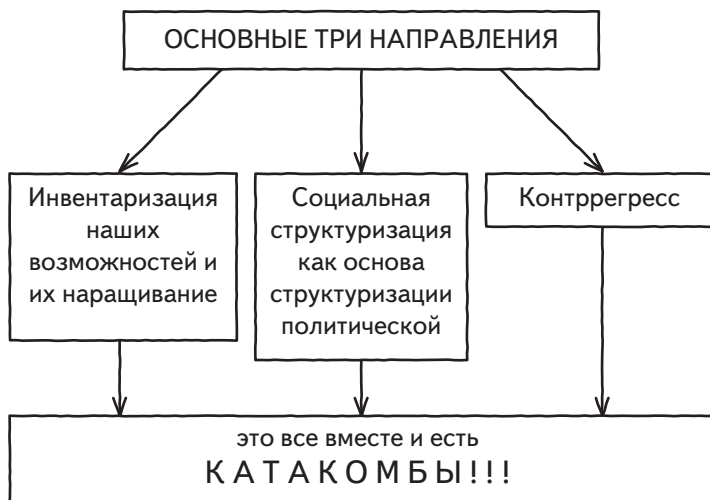 ОСНОВНЫЕ ТРИ НАПРАВЛЕНИЯ
Инвентаризация
наших
возможностей и
их наращивание
Социальная
структуризация
как основа
структуризации
политической
Контррегресс
это все вместе и есть
КАТАКОМБЫ!!!